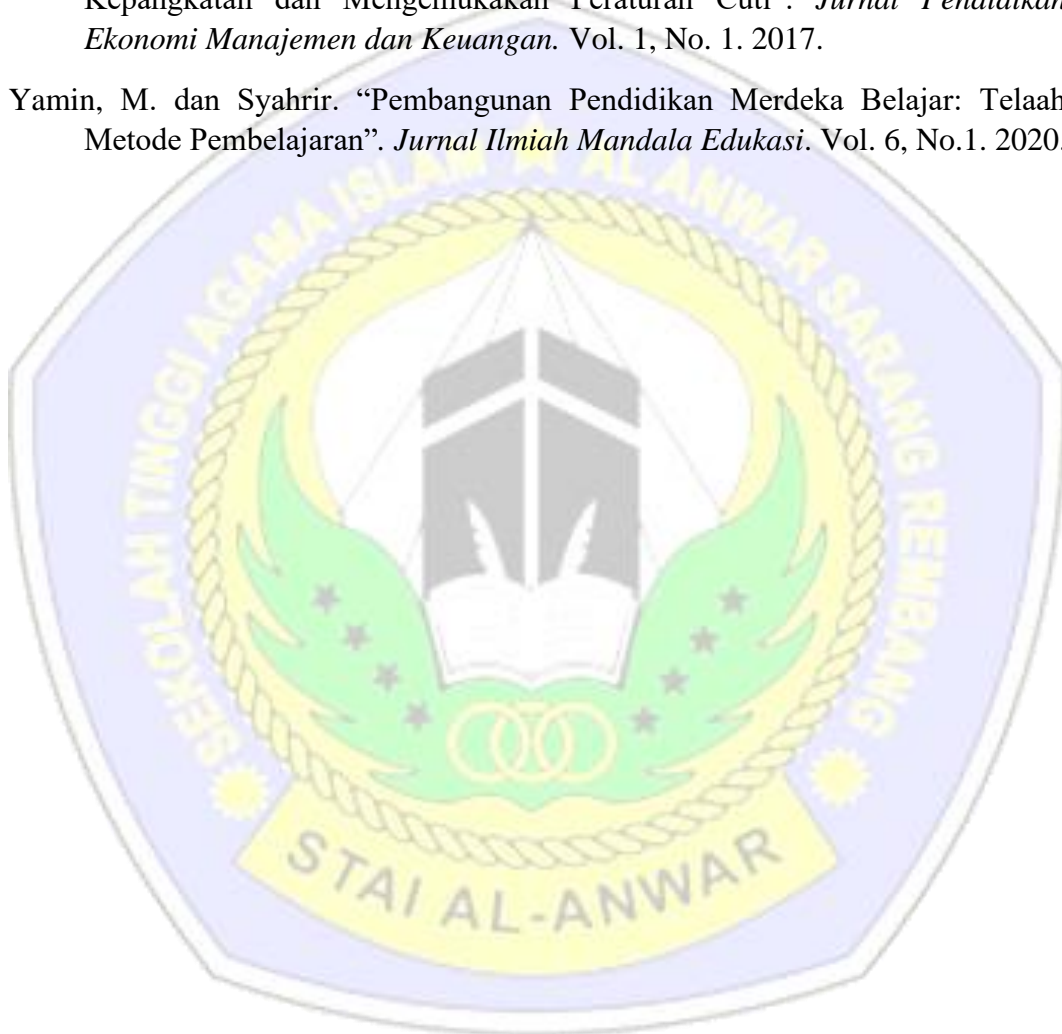 Kepangkatan dan Mengemukakan Peraturan Cuti”. Jurnal Pendidikan
Ekonomi Manajemen dan Keuangan. Vol. 1, No. 1. 2017.
Yamin, M. dan Syahrir. “Pembangunan Pendidikan Merdeka Belajar: Telaah
Metode Pembelajaran”. Jurnal Ilmiah Mandala Edukasi. Vol. 6, No.1. 2020.
SEKOLAH TINGGI AGAMA ISLAM AL ANWAR SARANG REMBANG
STAI AL-ANWAR